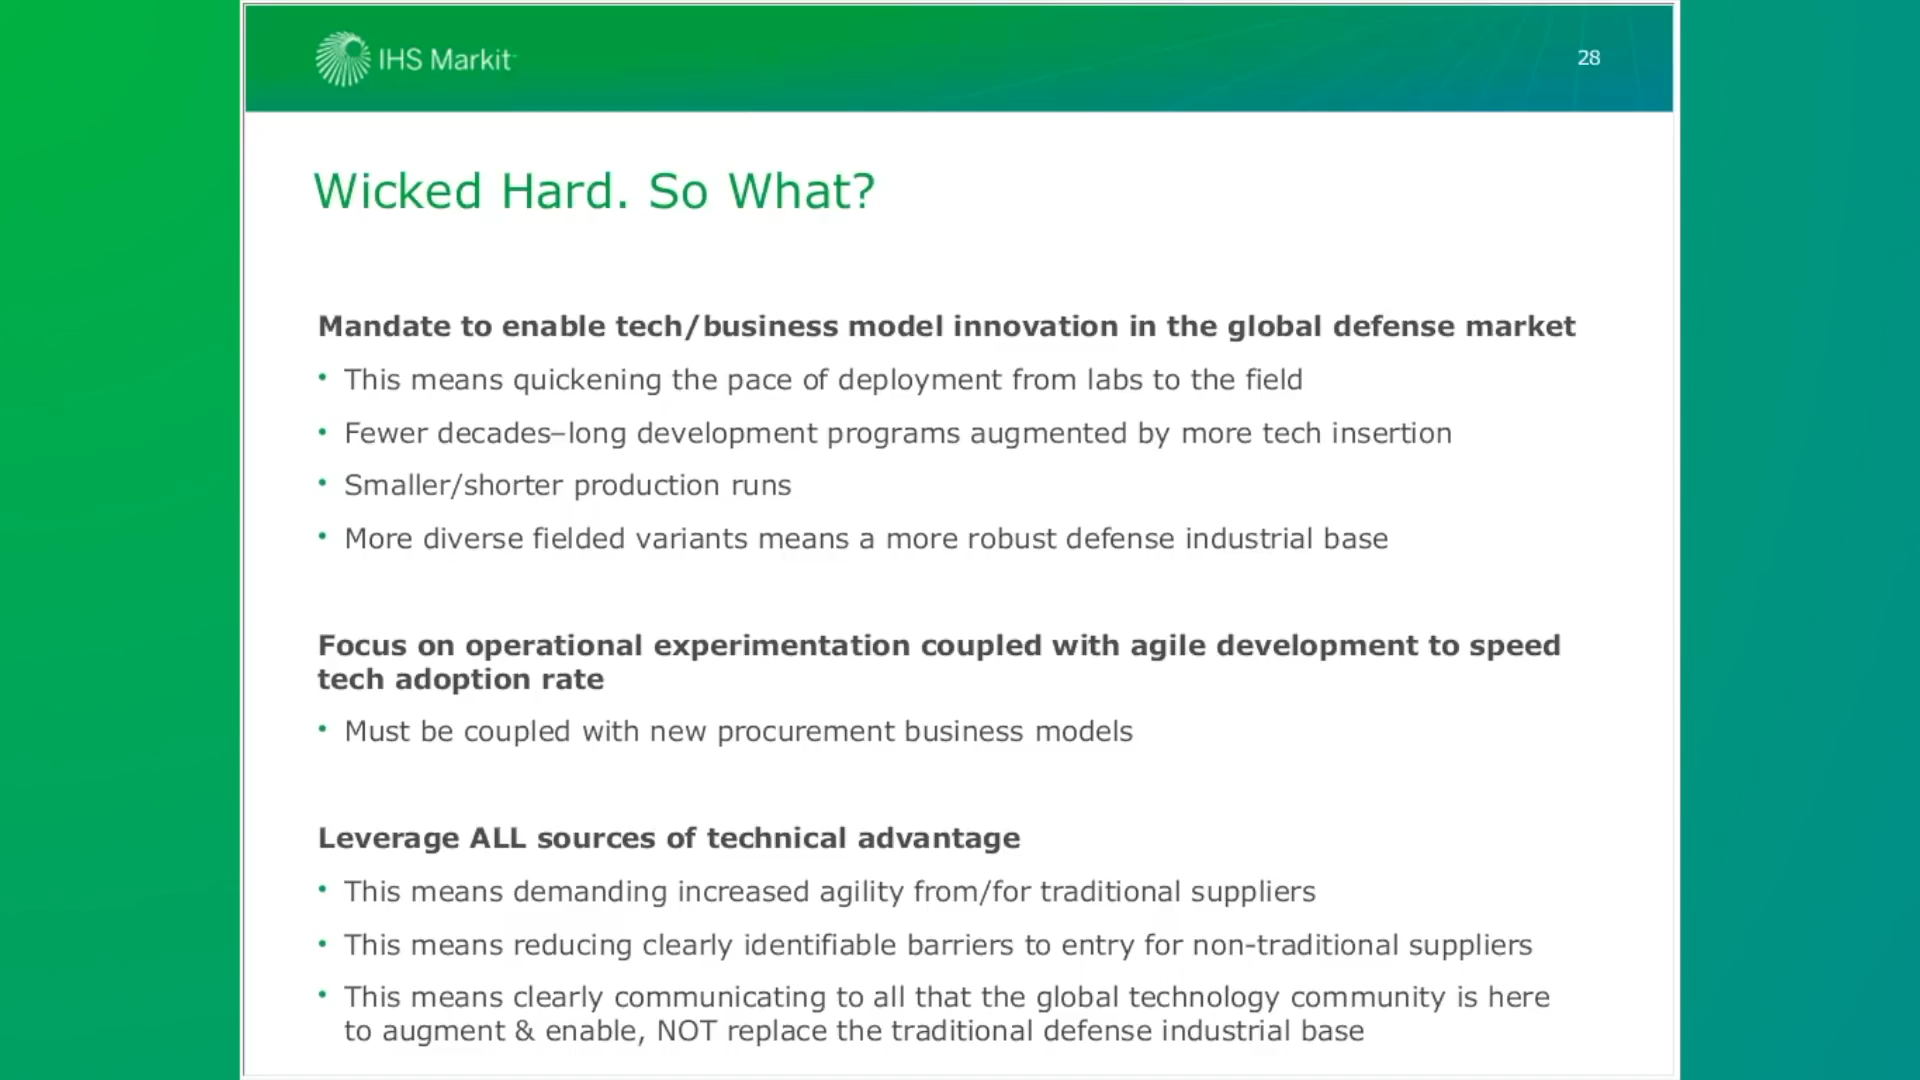 IHS Markit
28
Wicked Hard. So What?
Mandate to enable tech/business model innovation in the global defense market
• This means quickening the pace of deployment from labs to the field
• Fewer decades–long development programs augmented by more tech insertion
• Smaller/shorter production runs
• More diverse fielded variants means a more robust defense industrial base
Focus on operational experimentation coupled with agile development to speed
tech adoption rate
• Must be coupled with new procurement business models
Leverage ALL sources of technical advantage
• This means demanding increased agility from/for traditional suppliers
• This means reducing clearly identifiable barriers to entry for non-traditional suppliers
• This means clearly communicating to all that the global technology community is here
to augment & enable, NOT replace the traditional defense industrial base